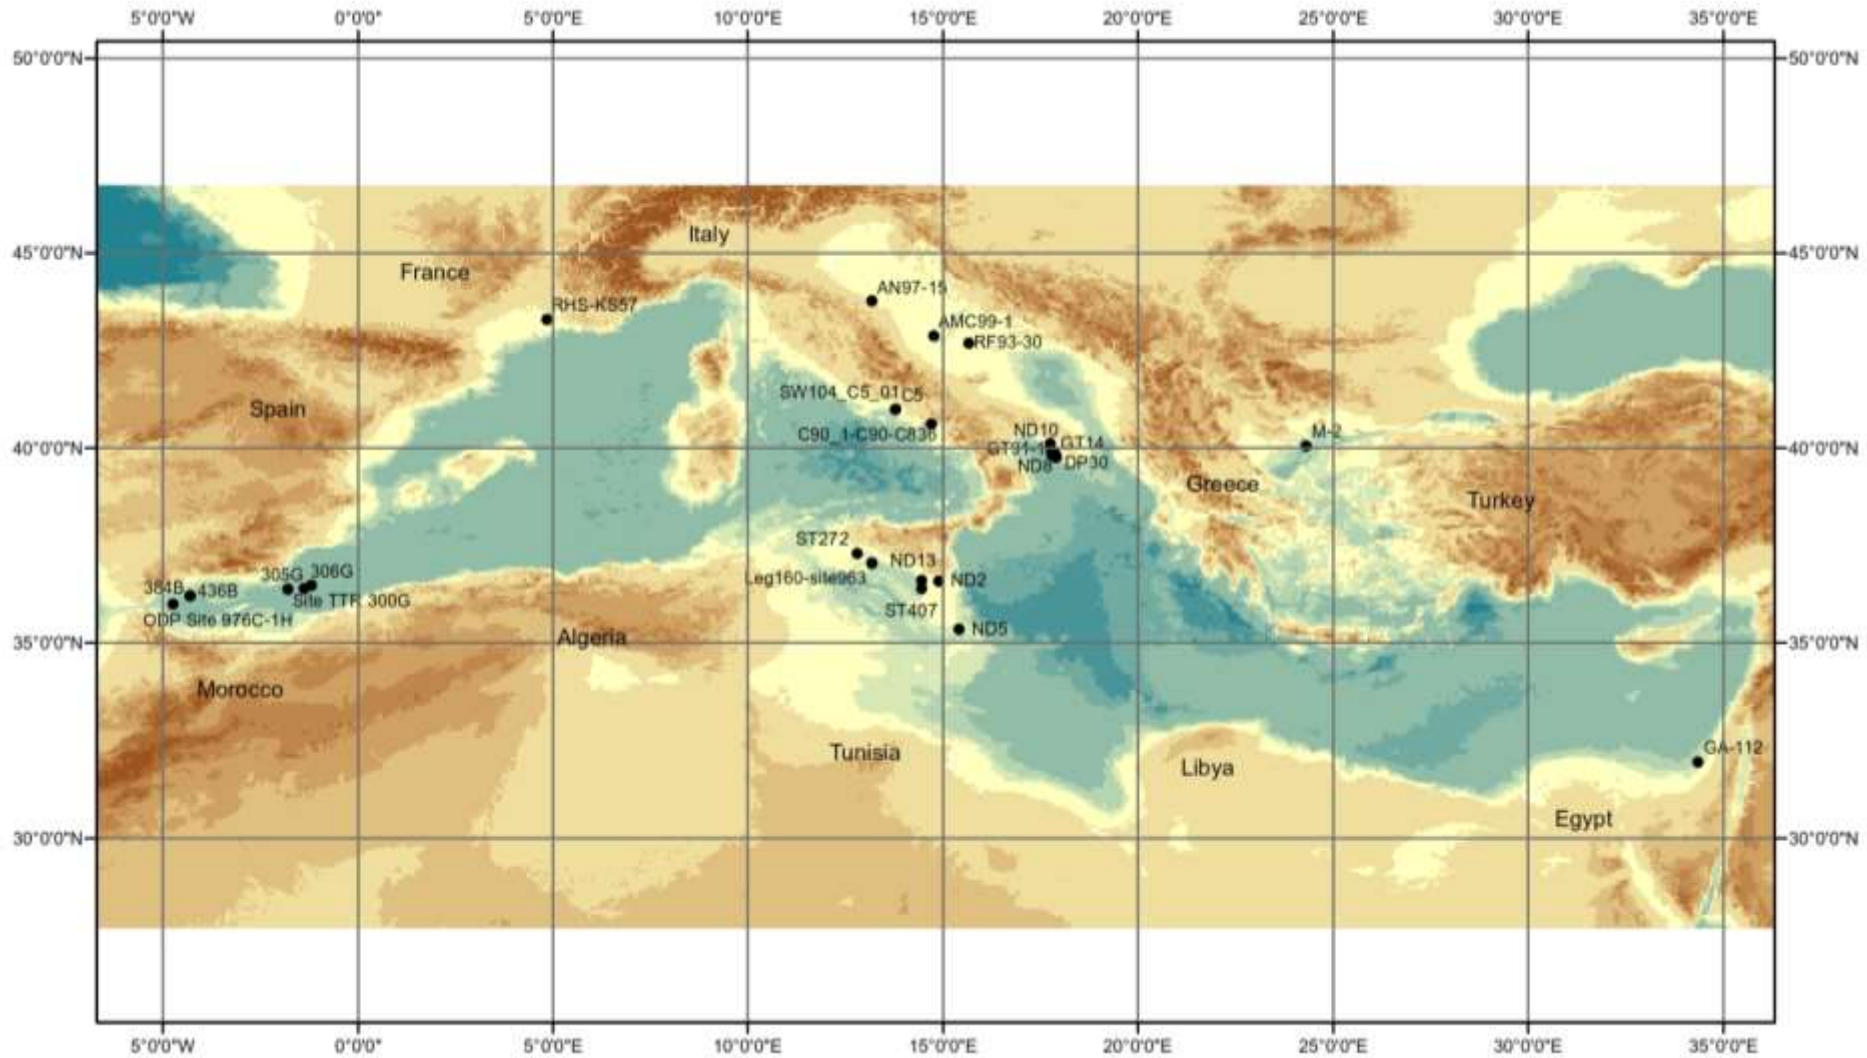 5°0'0"W 0°0'0" 5°0'0"E 10°0'0"E 15°0'0"E 20°0'0"E 25°0'0"E 30°0'0"E 35°0'0"E
50°0'0"N 50°0'0"N
Italy
45°0'0"N 45°0'0"N
France
AN97-15
RHS-KS57
AMC99-1
RF93-30
SW104_C5_01 C5
Spain
C90_1-C90-C836
ND10
M-2
GT14
40°0'0"N 40°0'0"N
GT91-1
DP30
ND8
Greece
Turkey
ST272
ND13
305G 306G
Leg160-site963
ND2
384B 436B
Site TTR 300G
ST407
ODP Site 976C-1H
ND5
Algeria
35°0'0"N 35°0'0"N
Morocco
GA-112
Tunisia
Libya
Egypt
30°0'0"N 30°0'0"N
5°0'0"W 0°0'0" 5°0'0"E 10°0'0"E 15°0'0"E 20°0'0"E 25°0'0"E 30°0'0"E 35°0'0"E